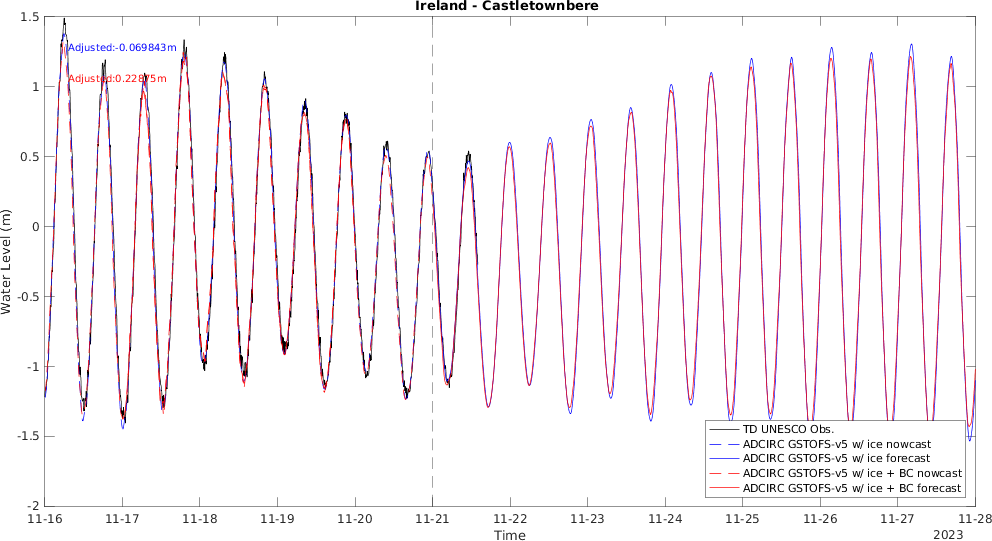 Ireland - Castletownbere
1.5
1
0.5
0
-0.5
-1
-1.5
-2
Water Level (m)
Adjusted:-0.069843m
Adjusted:0.22875m
TD UNESCO Obs.
ADCIRC GSTOFS-v5 w/ ice nowcast
ADCIRC GSTOFS-v5 w/ ice forecast
ADCIRC GSTOFS-v5 w/ ice + BC nowcast
ADCIRC GSTOFS-v5 w/ ice + BC forecast
11-16 11-17 11-18 11-19 11-20 11-21 11-22 11-23 11-24 11-25 11-26 11-27 11-28
Time
2023